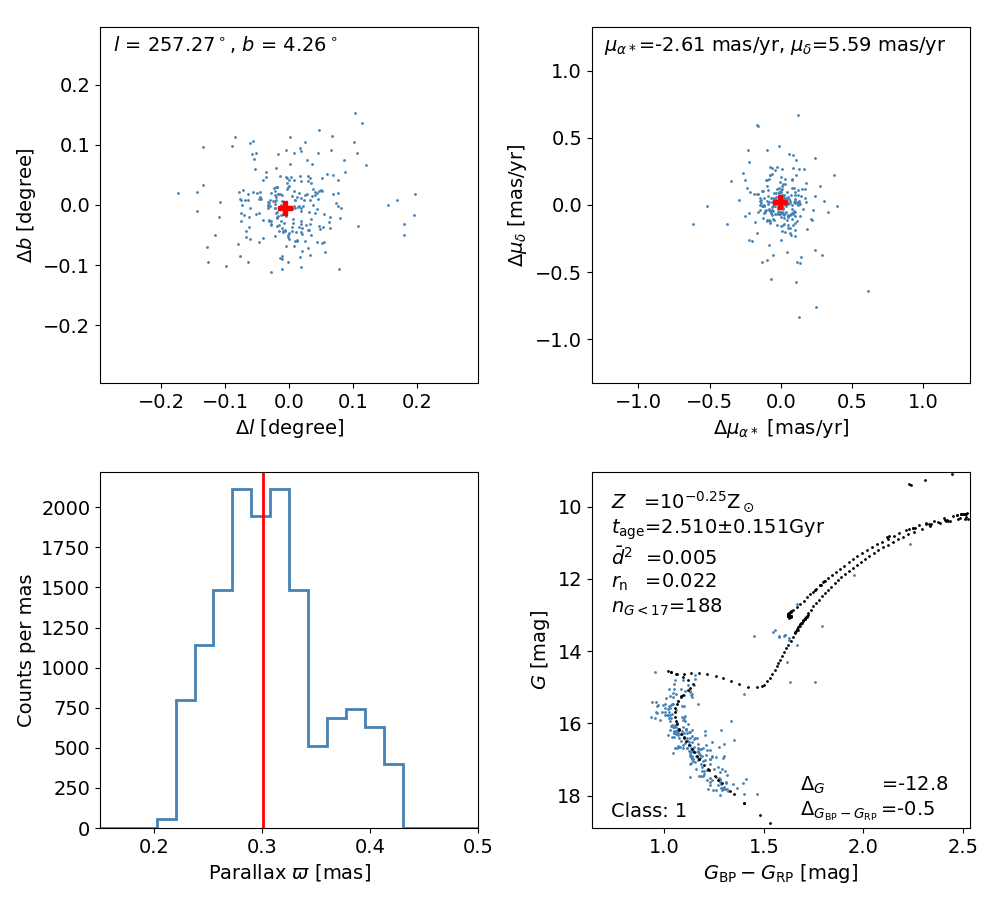 l = 257.27°, b = 4.26°
0.2
0.1
0.0
−0.1
−0.2
Δb [degree]
−0.2 −0.1 0.0 0.1 0.2
Δl [degree]
μα*=-2.61 mas/yr, μδ=5.59 mas/yr
1.0
0.5
0.0
−0.5
−1.0
Δμδ [mas/yr]
−1.0 −0.5 0.0 0.5 1.0
Δμα* [mas/yr]
2000
1750
1500
1250
1000
750
500
250
0
Counts per mas
0.2 0.3 0.4 0.5
Parallax ϖ [mas]
Z =10^−0.25 Z⊙
t_age=2.510±0.151Gyr
d̄² =0.005
r_n =0.022
n_G<17=188
10
12
14
16
18
G [mag]
Δ_G =-12.8
Δ_G_BP−G_RP =-0.5
Class: 1
1.0 1.5 2.0 2.5
G_BP − G_RP [mag]